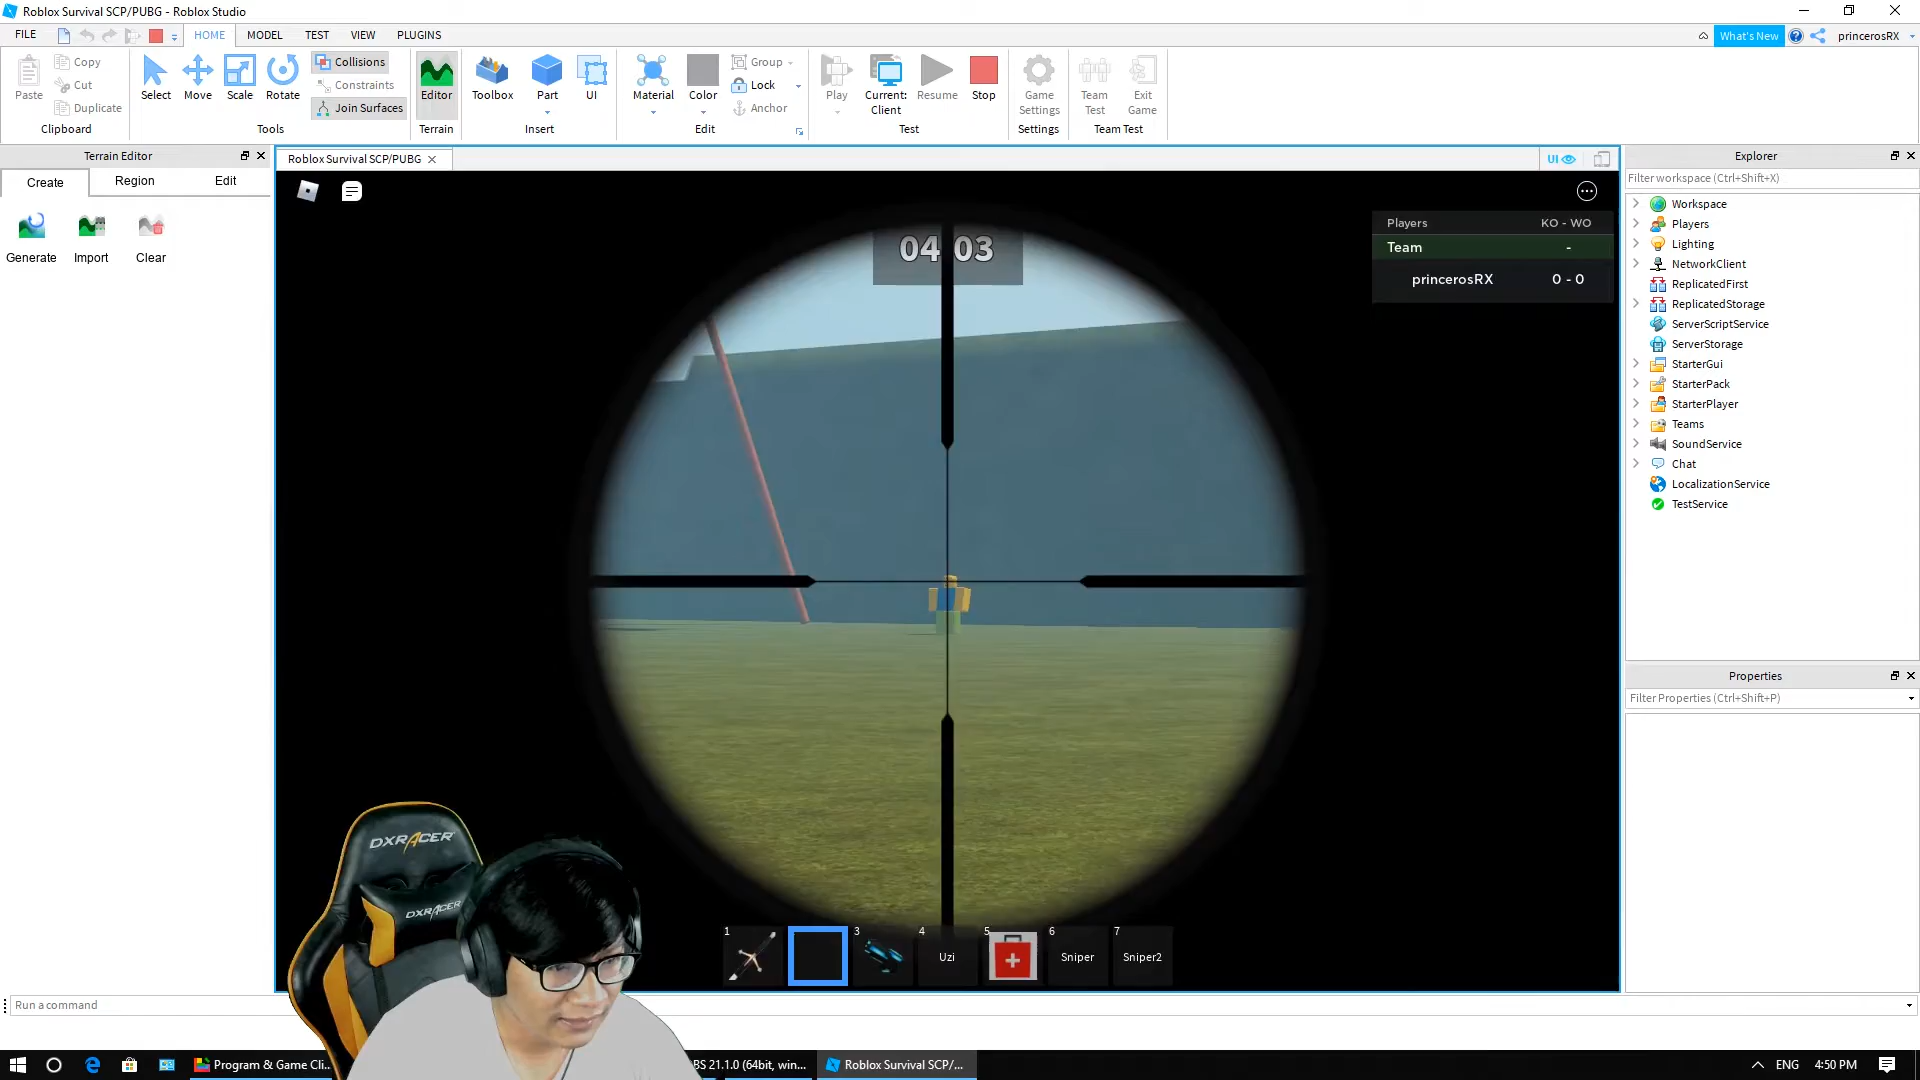 Roblox Survival SCP/PUBG - Roblox Studio
FILE HOME MODEL TEST VIEW PLUGINS
What's New princerosRX
Paste
Copy
Cut
Duplicate
Clipboard
Select
Move
Scale
Rotate
Collisions
Constraints
Join Surfaces
Tools
Editor
Terrain
Toolbox
Part
UI
Insert
Material
Color
Group
Lock
Anchor
Edit
Play
Current:
Client
Resume
Stop
Test
Game
Settings
Settings
Team
Test
Exit
Game
Team Test
Terrain Editor
Create Region Edit
Generate Import Clear
Roblox Survival SCP/PUBG
UI
04 03
Players KO - WO
Team -
princerosRX 0 - 0
Explorer
Filter workspace (Ctrl+Shift+X)
Workspace
Players
Lighting
NetworkClient
ReplicatedFirst
ReplicatedStorage
ServerScriptService
ServerStorage
StarterGui
StarterPack
StarterPlayer
Teams
SoundService
Chat
LocalizationService
TestService
Properties
Filter Properties (Ctrl+Shift+P)
1 3 4 5 6 7
Uzi Sniper Sniper2
DXRACER
DXRACER
Run a command
Program & Game Cli...
BS 21.1.0 (64bit, win...
Roblox Survival SCP/...
ENG 4:50 PM